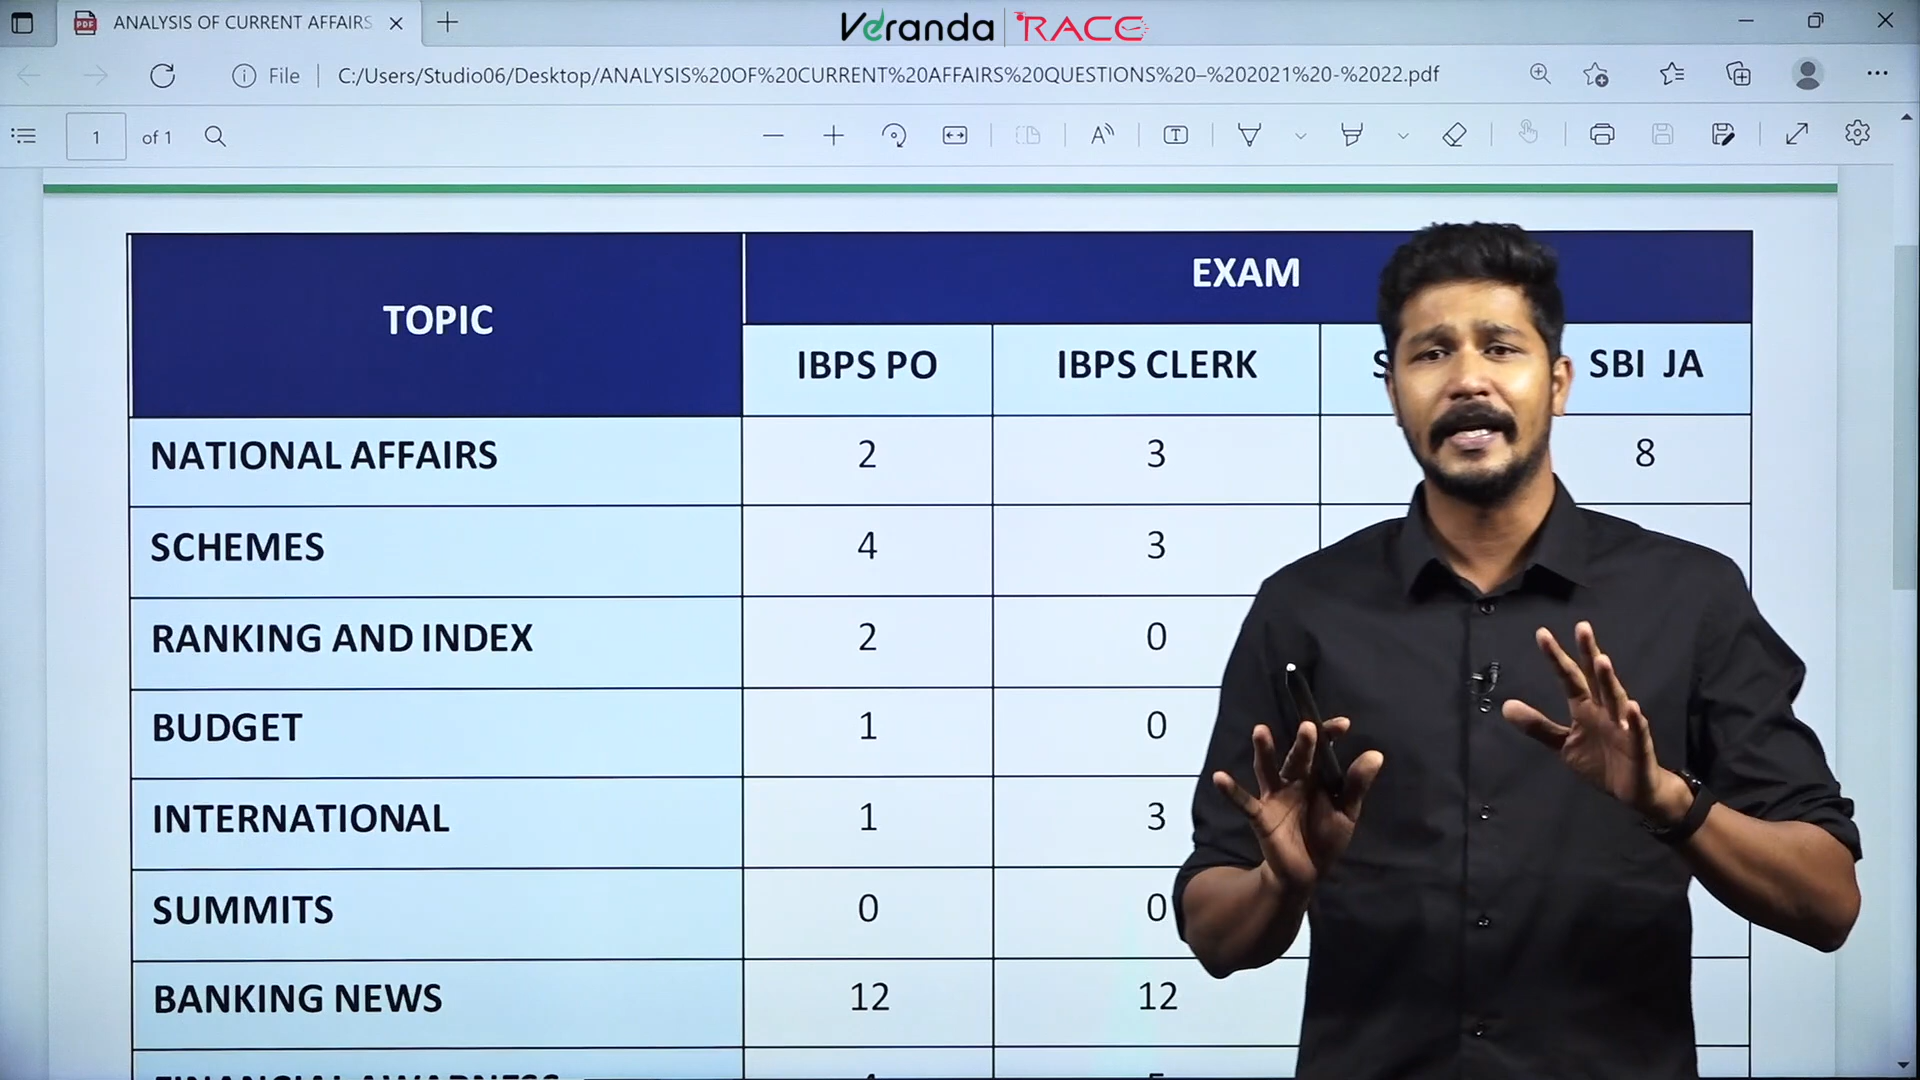 ANALYSIS OF CURRENT AFFAIRS
Veranda RACE
File C:/Users/Studio06/Desktop/ANALYSIS%20OF%20CURRENT%20AFFAIRS%20QUESTIONS%20–%202021%20-%2022.pdf
1 of 1
TOPIC EXAM
IBPS PO IBPS CLERK S SBI JA
NATIONAL AFFAIRS 2 3 8
SCHEMES 4 3
RANKING AND INDEX 2 0
BUDGET 1 0
INTERNATIONAL 1 3
SUMMITS 0 0
BANKING NEWS 12 12